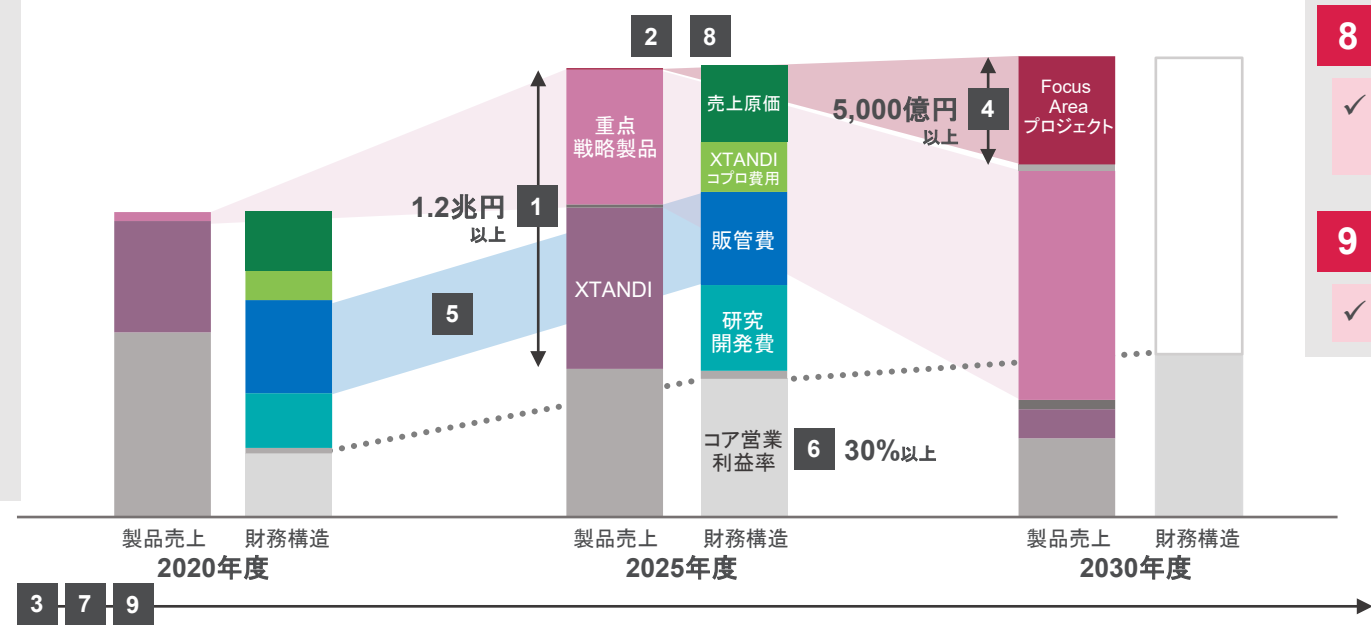 2 8
8
9
✓
✓
5,000億円
以上
4
Focus
Area
プロジェクト
売上原価
重点
戦略製品
XTANDI
コプロ費用
1.2兆円
以上
1
販管費
XTANDI
5
研究
開発費
コア営業
利益率
6
30%以上
製品売上 財務構造
2020年度
製品売上 財務構造
2025年度
製品売上 財務構造
2030年度
3 7 9